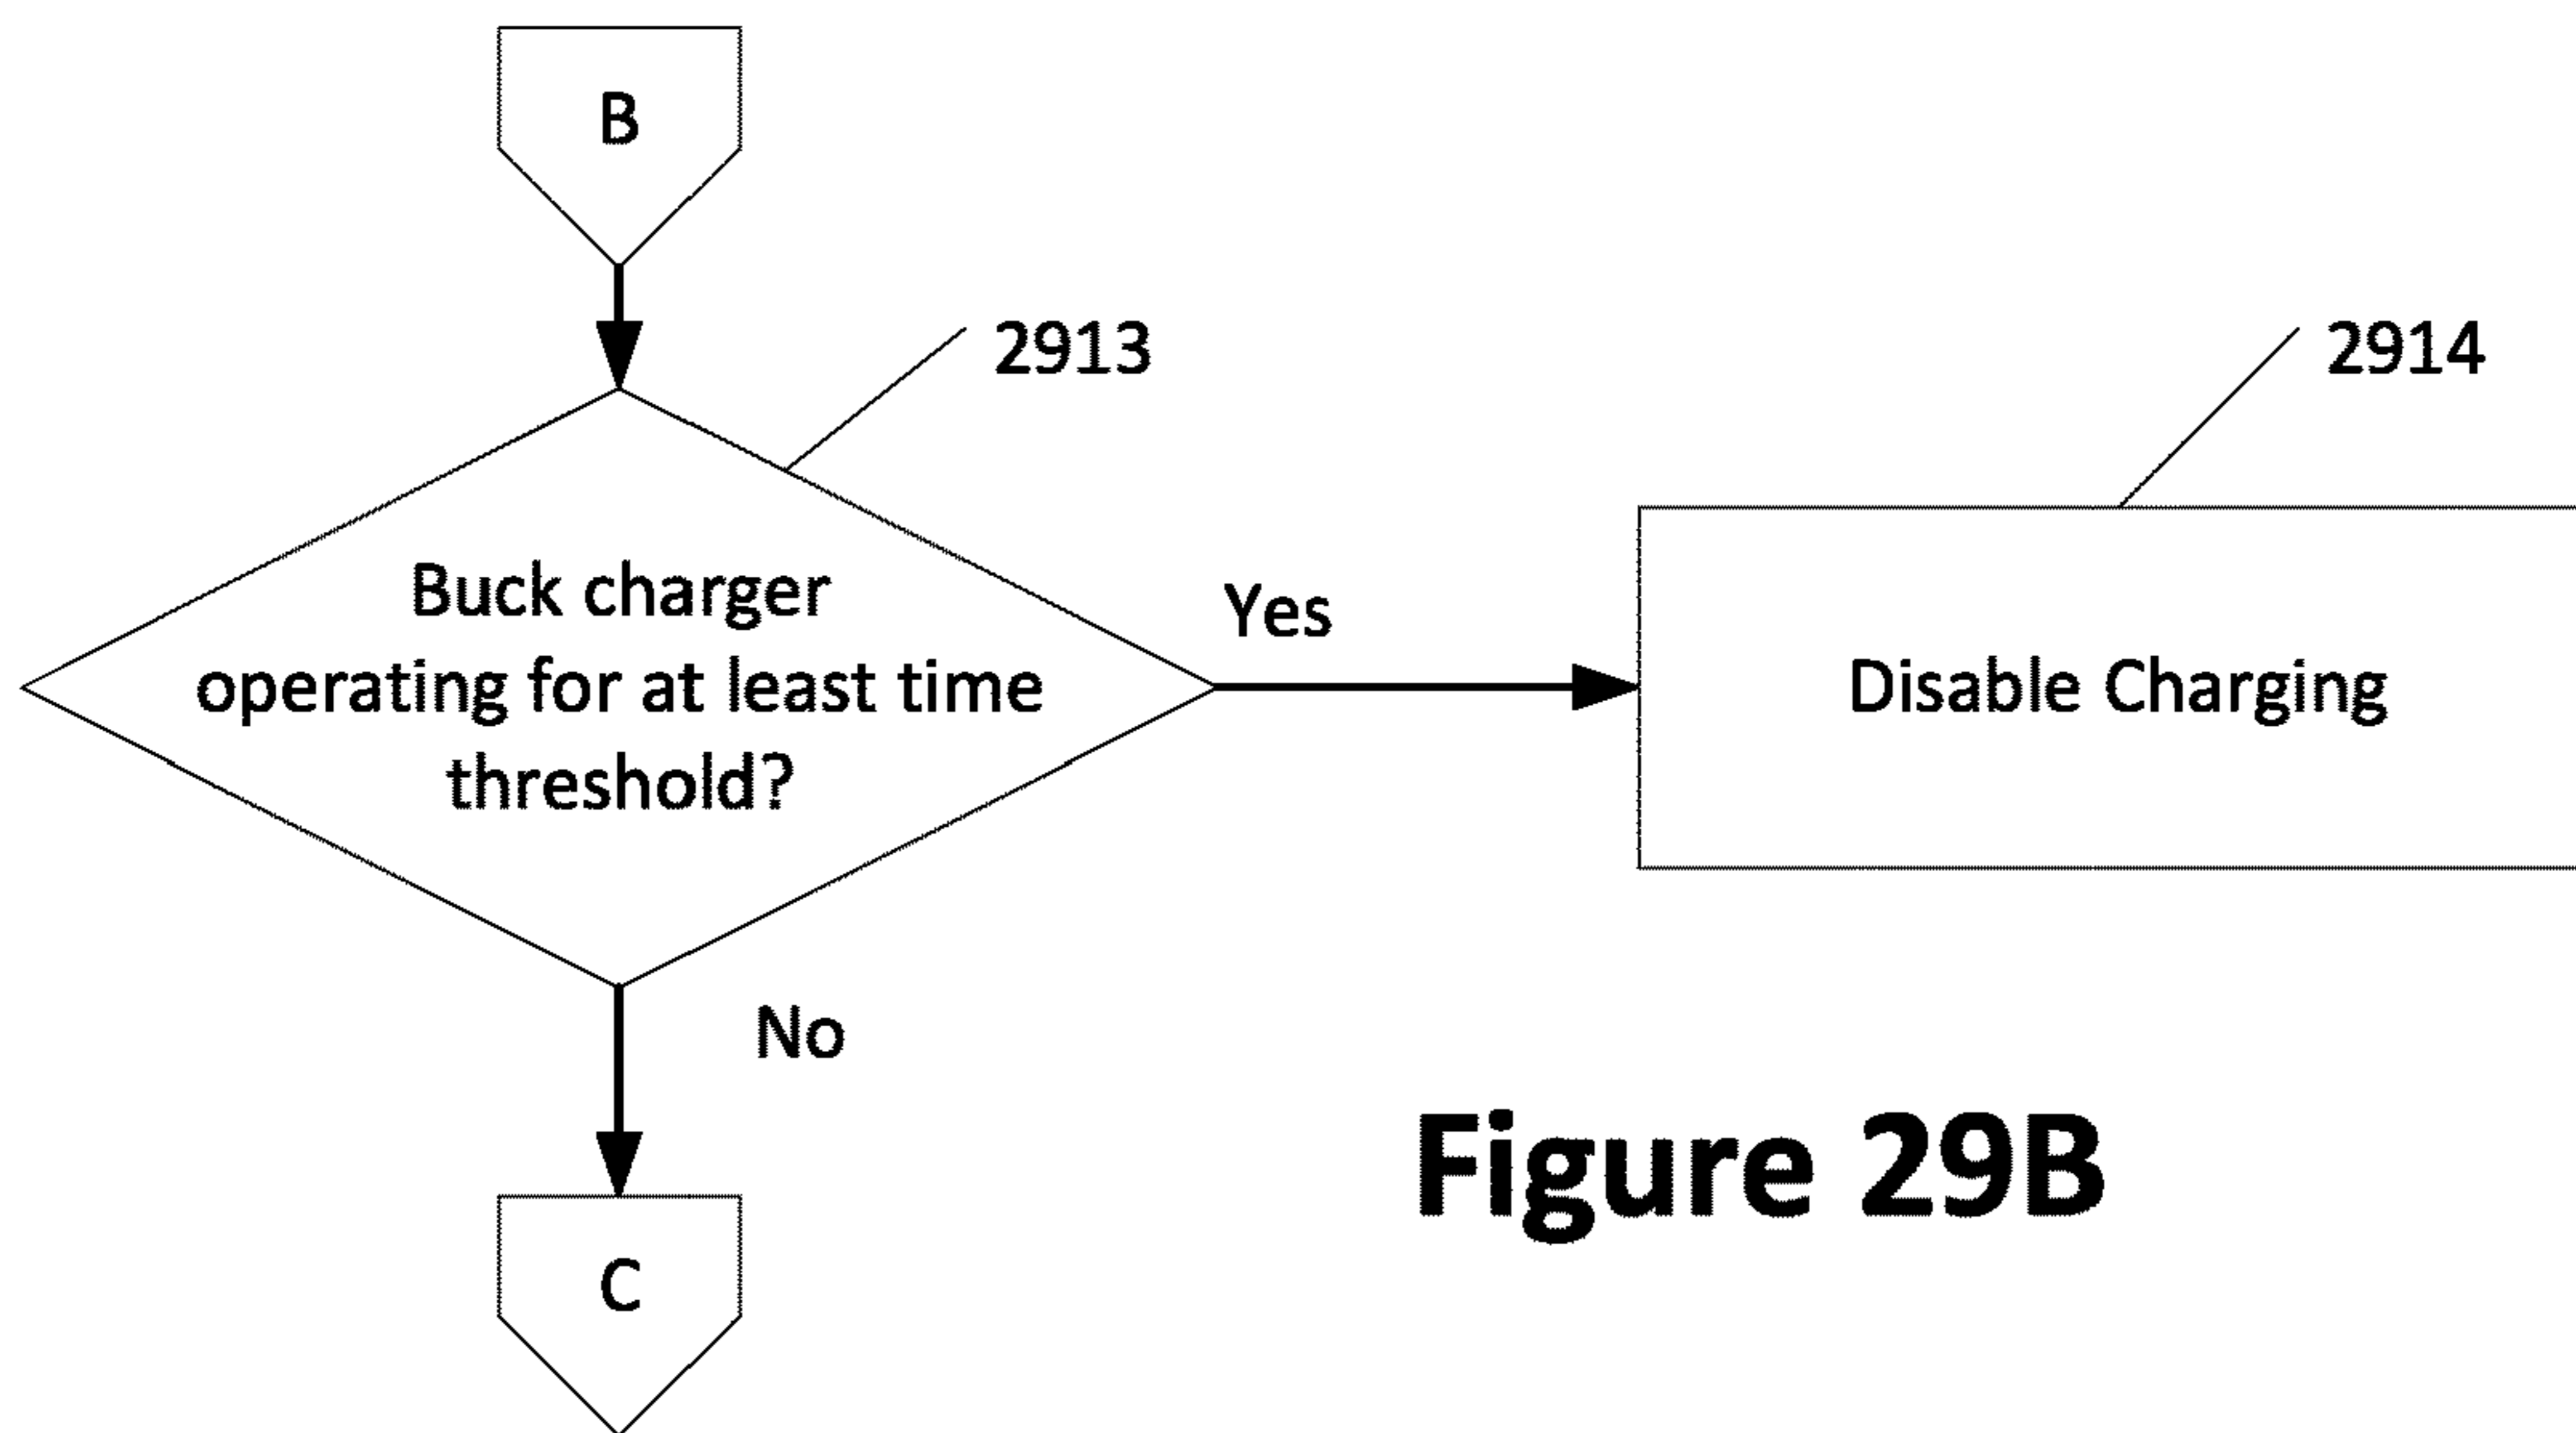 B
2913
2914
Buck charger
operating for at least time
threshold?
Yes
Disable Charging
No
C
Figure 29B